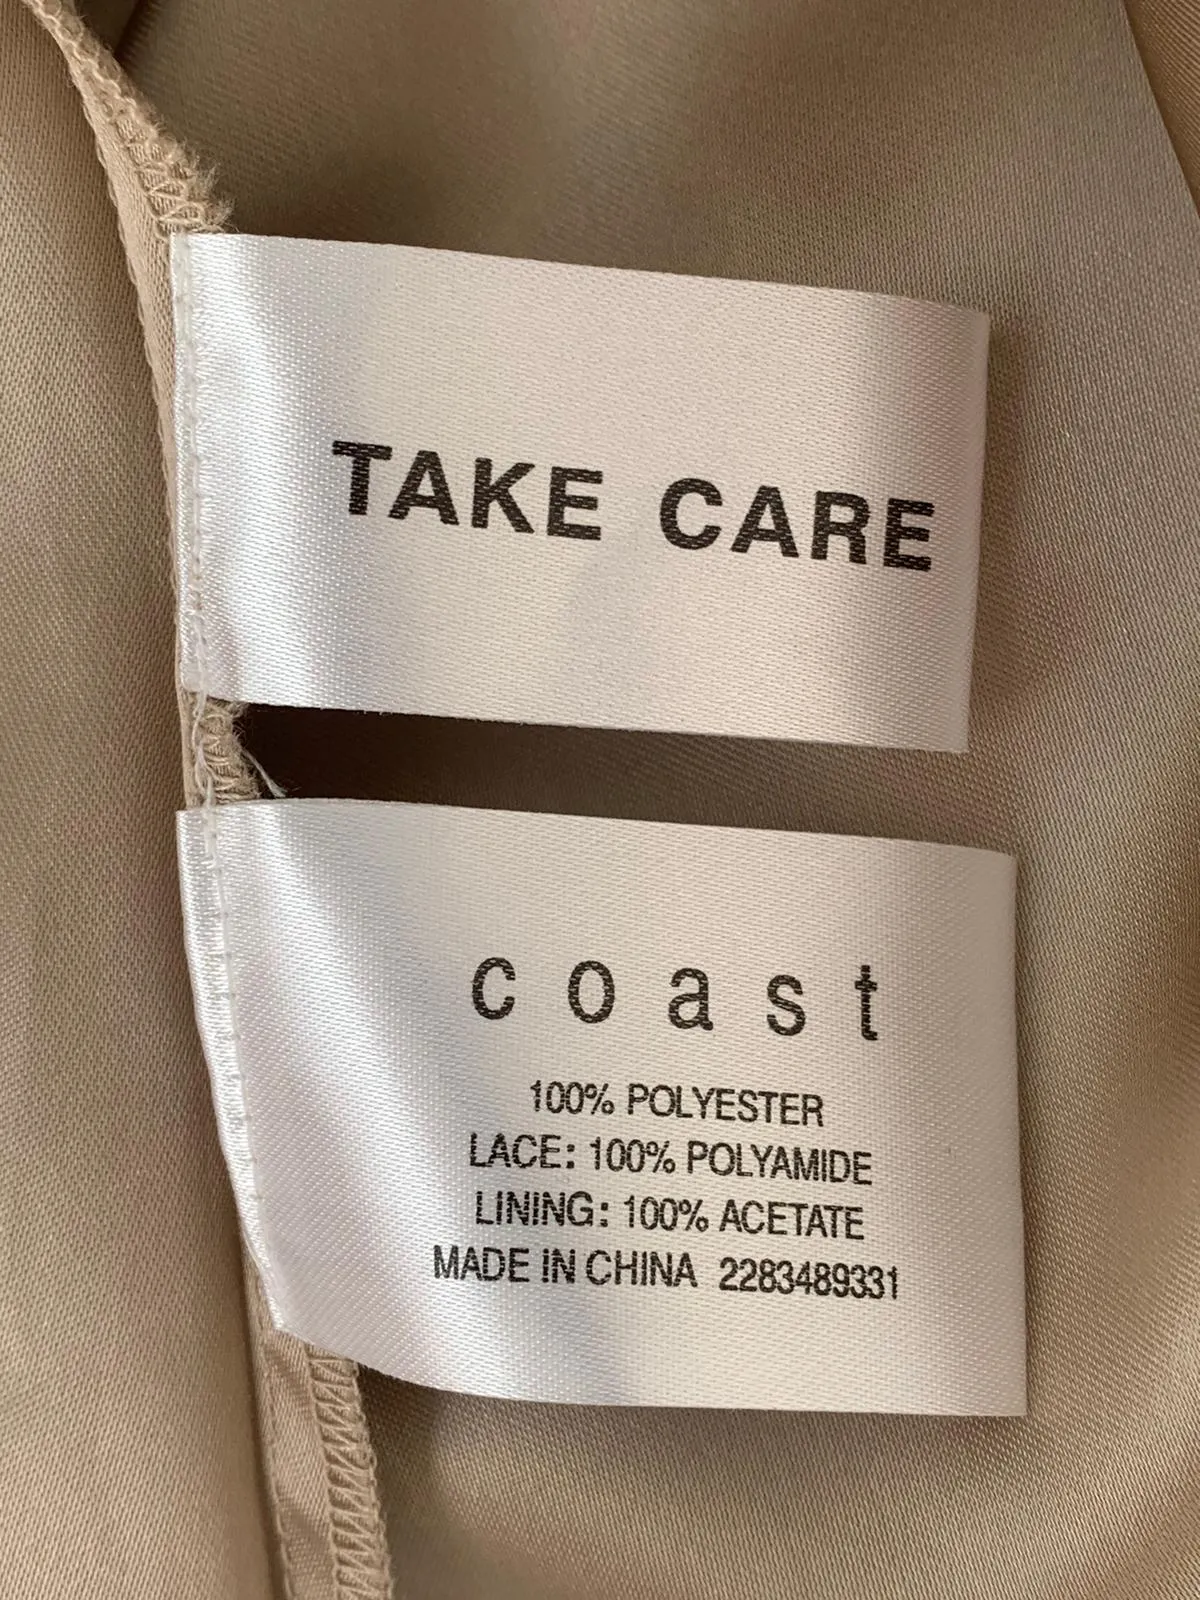 TAKE CARE
coast
100% POLYESTER
LACE: 100% POLYAMIDE
LINING: 100% ACETATE
MADE IN CHINA 2283489331